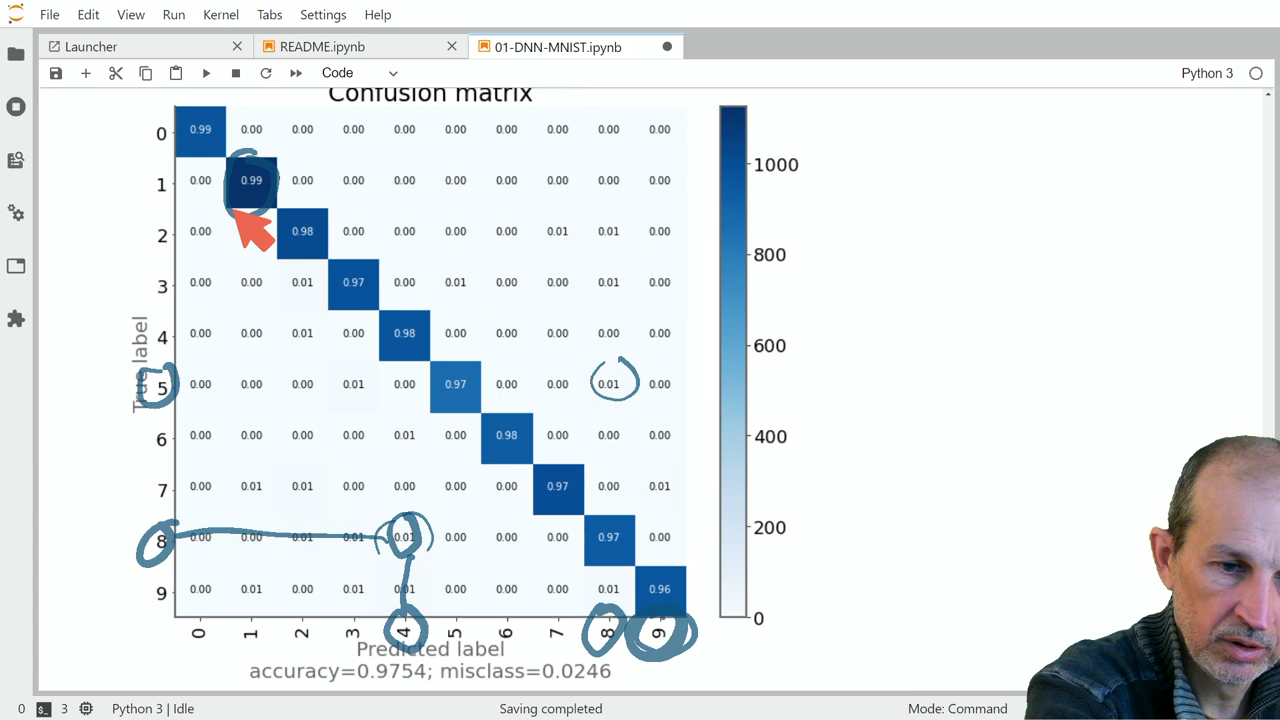 File Edit View Run Kernel Tabs Settings Help
Launcher README.ipynb 01-DNN-MNIST.ipynb
Code Python 3
Confusion matrix
0 0.99 0.00 0.00 0.00 0.00 0.00 0.00 0.00 0.00 0.00
1 0.00 0.99 0.00 0.00 0.00 0.00 0.00 0.00 0.00 0.00
2 0.00 0.98 0.00 0.00 0.00 0.00 0.01 0.01 0.00
3 0.00 0.00 0.01 0.97 0.00 0.01 0.00 0.00 0.01 0.00
4 0.00 0.00 0.01 0.00 0.98 0.00 0.00 0.00 0.00 0.00
5 0.00 0.00 0.00 0.01 0.00 0.97 0.00 0.00 0.01 0.00
6 0.00 0.00 0.00 0.00 0.01 0.00 0.98 0.00 0.00 0.00
7 0.00 0.01 0.01 0.00 0.00 0.00 0.00 0.97 0.00 0.01
8 0.00 0.00 0.01 0.01 0.01 0.00 0.00 0.00 0.97 0.00
9 0.00 0.01 0.00 0.00 0.01 0.00 0.00 0.01 0.01 0.96
0 1 2 3 4 5 6 7 8 9
True label
Predicted label
accuracy=0.9754; misclass=0.0246
1000
800
600
400
200
0
0 3 Python 3 | Idle Saving completed Mode: Command